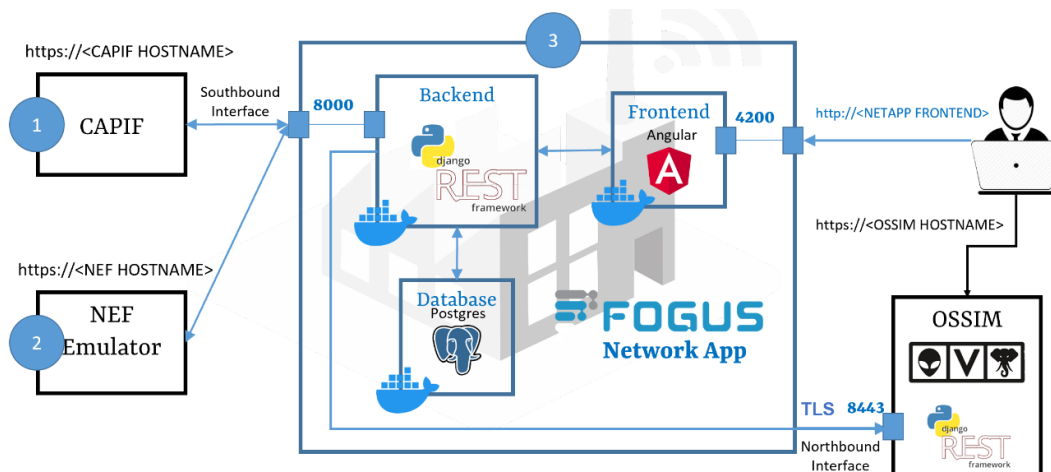 https://<CAPIF HOSTNAME>
1
CAPIF
Southbound
Interface
8000
3
Backend
django
REST
framework
Frontend
Angular
A
4200
http://<NETAPP FRONTEND>
https://<OSSIM HOSTNAME>
https://<NEF HOSTNAME>
2
NEF
Emulator
Database
Postgres
FOGUS
Network App
OSSIM
V
TLS
8443
Northbound
Interface
django
REST
framework